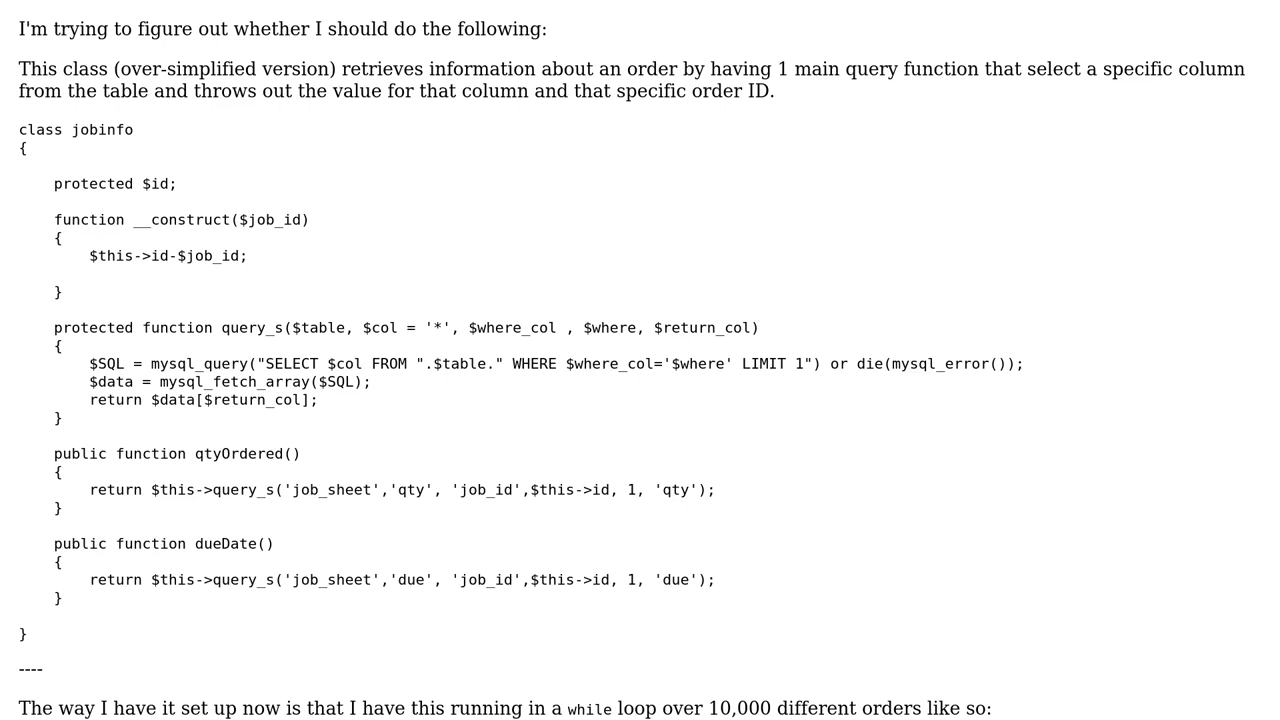 I'm trying to figure out whether I should do the following:
This class (over-simplified version) retrieves information about an order by having 1 main query function that select a specific column
from the table and throws out the value for that column and that specific order ID.
class jobinfo
{
    protected $id;
    function __construct($job_id)
    {
        $this->id-$job_id;
    }
    protected function query_s($table, $col = '*', $where_col , $where, $return_col)
    {
        $SQL = mysql_query("SELECT $col FROM ".$table." WHERE $where_col='$where' LIMIT 1") or die(mysql_error());
        $data = mysql_fetch_array($SQL);
        return $data[$return_col];
    }
    public function qtyOrdered()
    {
        return $this->query_s('job_sheet','qty', 'job_id',$this->id, 1, 'qty');
    }
    public function dueDate()
    {
        return $this->query_s('job_sheet','due', 'job_id',$this->id, 1, 'due');
    }
}
----
The way I have it set up now is that I have this running in a while loop over 10,000 different orders like so: